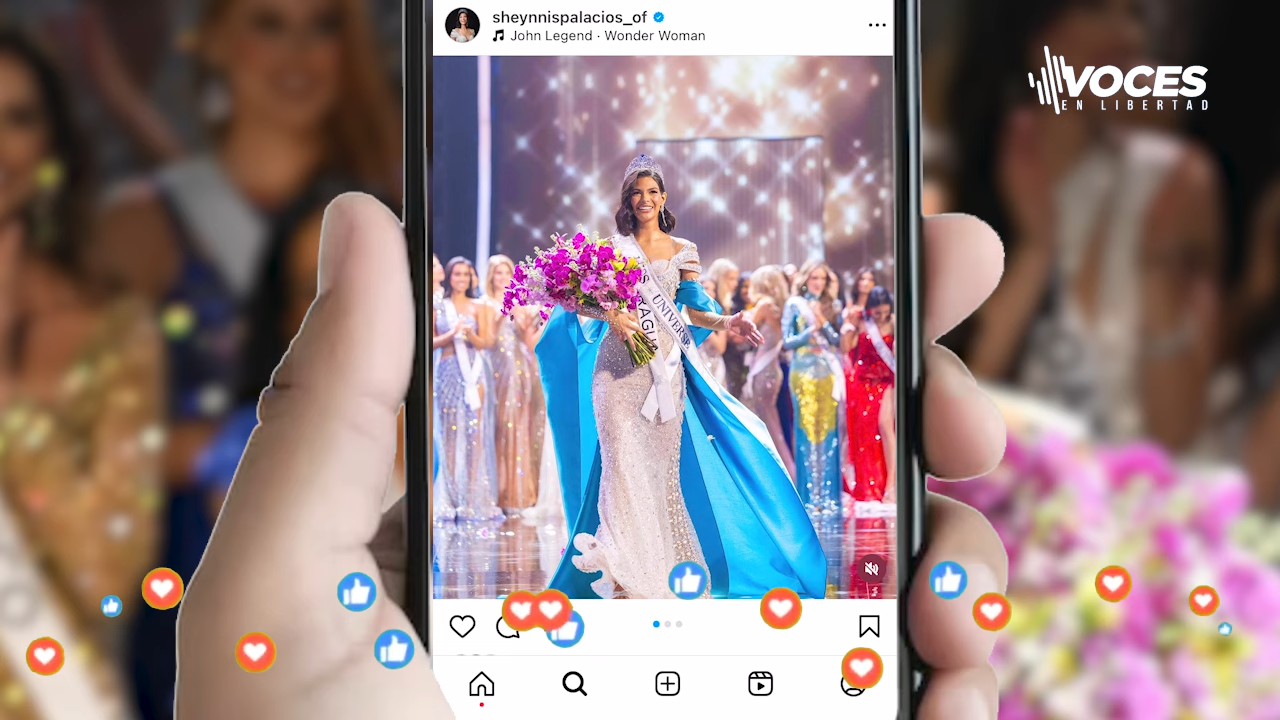 sheynnispalacios_of
John Legend · Wonder Woman
VOCES
EN LIBERTAD
UNIVERSE